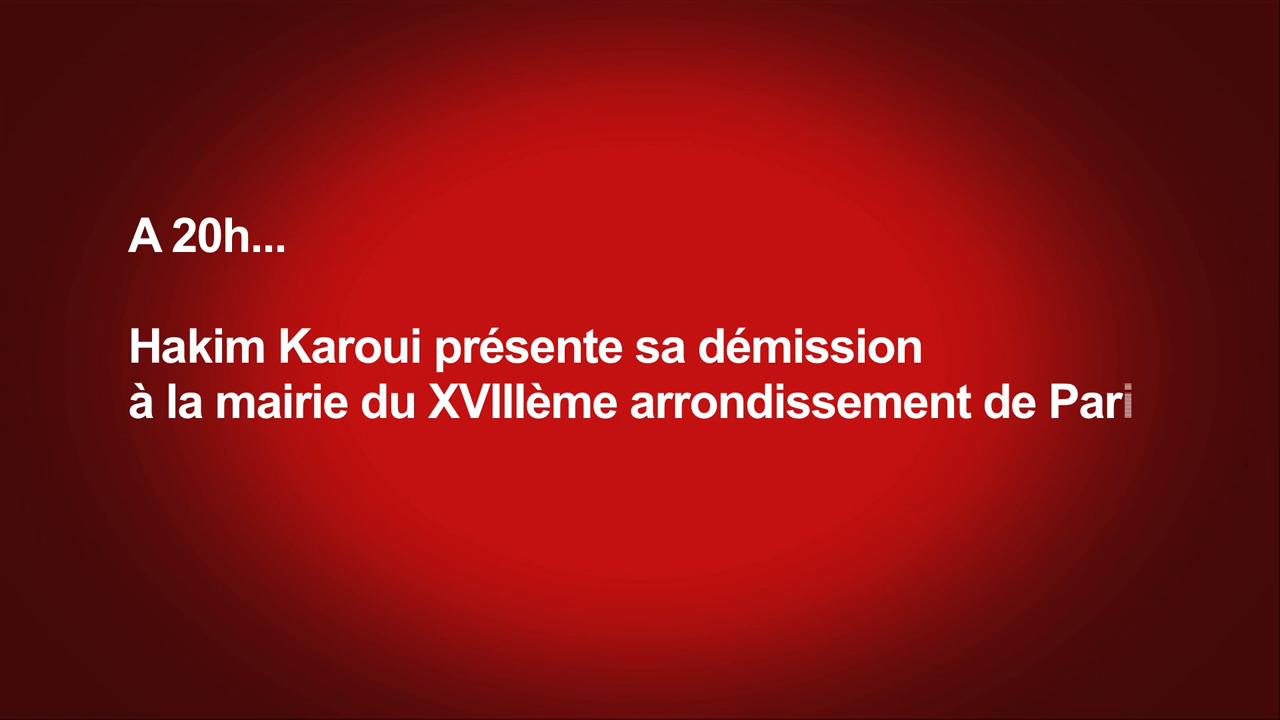 A 20h...
Hakim Karoui présente sa démission
à la mairie du XVIIIème arrondissement de Pari